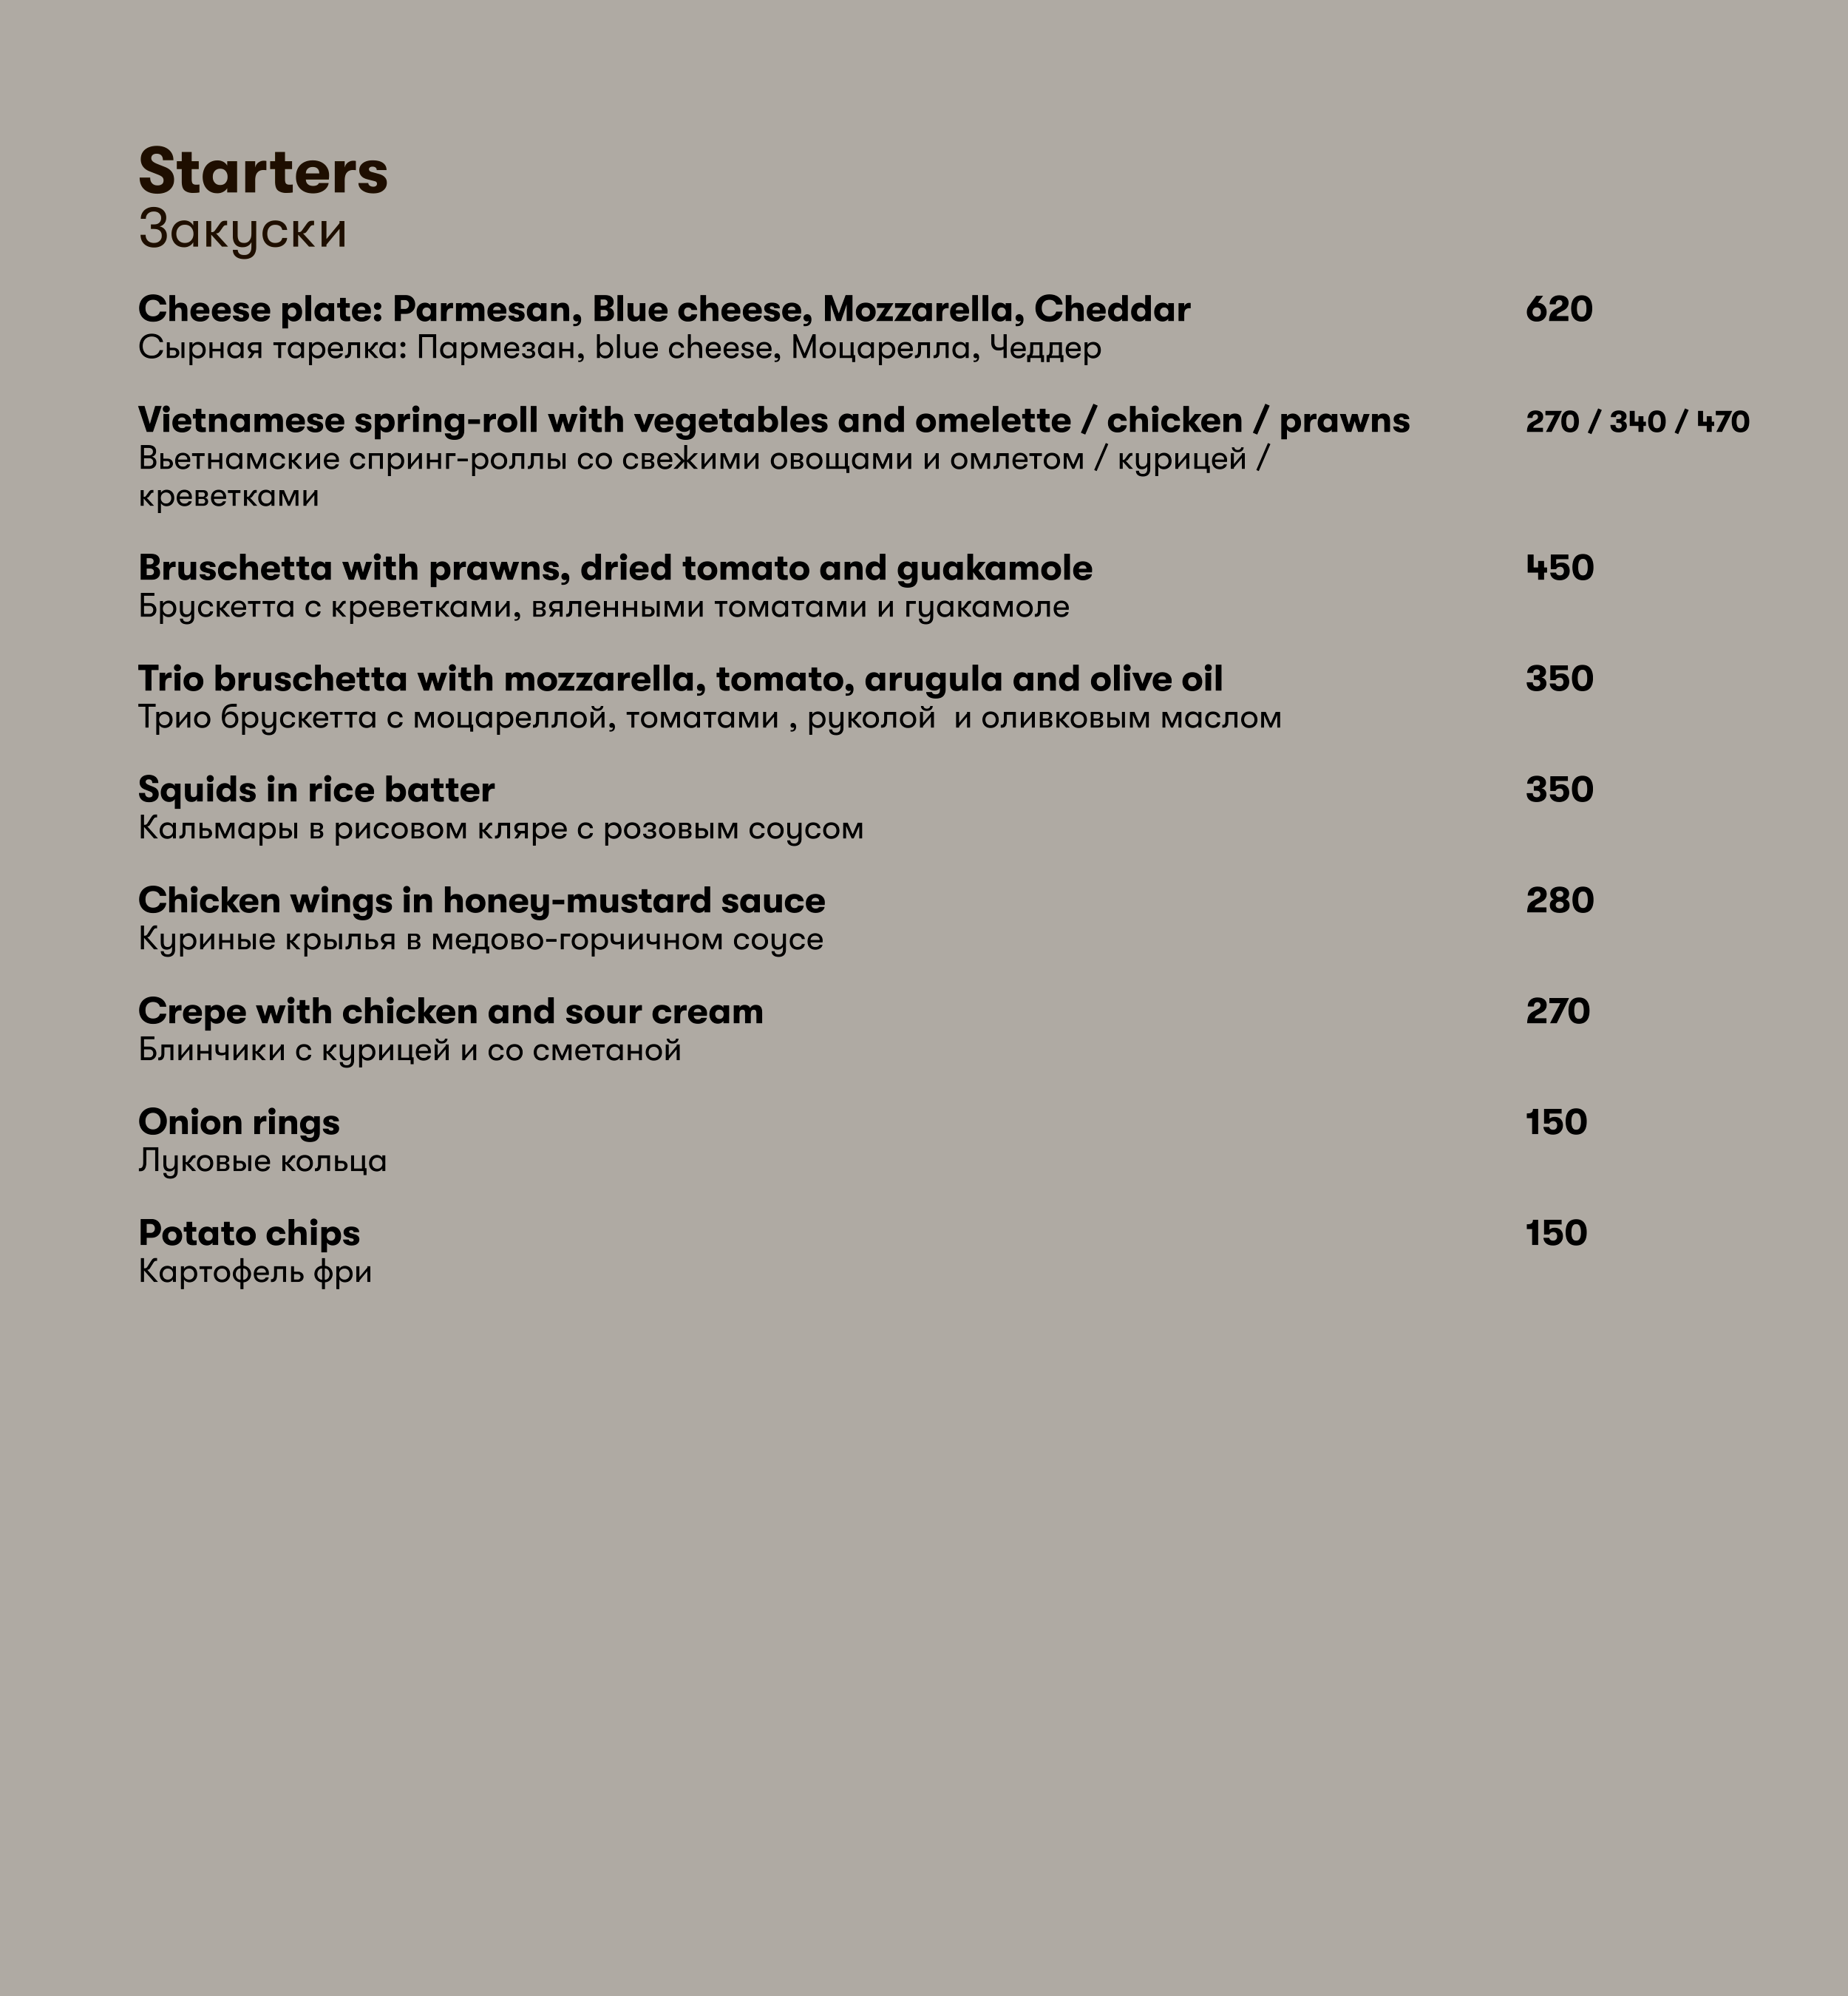 Starters
Закуски
Cheese plate: Parmesan, Blue cheese, Mozzarella, Cheddar 620
Сырная тарелка: Пармезан, blue cheese, Моцарелла, Чеддер
Vietnamese spring-roll with vegetables and omelette / chicken / prawns 270 / 340 / 470
Вьетнамские спринг-роллы со свежими овощами и омлетом / курицей /
креветками
Bruschetta with prawns, dried tomato and guakamole 450
Брускетта с креветками, вяленными томатами и гуакамоле
Trio bruschetta with mozzarella, tomato, arugula and olive oil 350
Трио брускетта с моцареллой, томатами , руколой  и оливковым маслом
Squids in rice batter 350
Кальмары в рисовом кляре с розовым соусом
Chicken wings in honey-mustard sauce 280
Куриные крылья в медово-горчичном соусе
Crepe with chicken and sour cream 270
Блинчики с курицей и со сметаной
Onion rings 150
Луковые кольца
Potato chips 150
Картофель фри